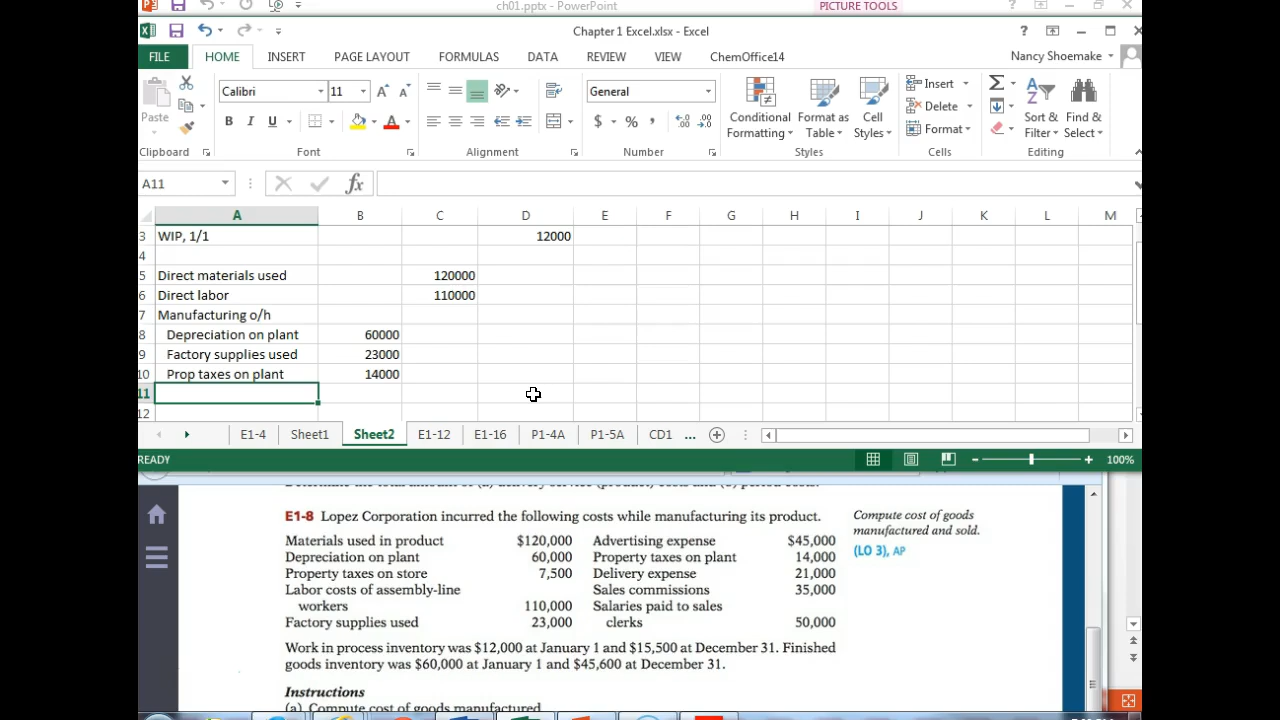 ch01.pptx - PowerPoint
PICTURE TOOLS
Chapter 1 Excel.xlsx - Excel
FILE HOME INSERT PAGE LAYOUT FORMULAS DATA REVIEW VIEW ChemOffice14 Nancy Shoemake
Paste
Calibri 11
General
Conditional Formatting
Format as Table
Cell Styles
Insert
Delete
Format
Sort & Filter
Find & Select
Clipboard Font Alignment Number Styles Cells Editing
A11
A B C D E F G H I J K L M
3 WIP, 1/1 12000
4
5 Direct materials used 120000
6 Direct labor 110000
7 Manufacturing o/h
8 Depreciation on plant 60000
9 Factory supplies used 23000
10 Prop taxes on plant 14000
11
12
E1-4 Sheet1 Sheet2 E1-12 E1-16 P1-4A P1-5A CD1 ...
READY 100%
E1-8 Lopez Corporation incurred the following costs while manufacturing its product.
Materials used in product $120,000 Advertising expense $45,000
Depreciation on plant 60,000 Property taxes on plant 14,000
Property taxes on store 7,500 Delivery expense 21,000
Labor costs of assembly-line Sales commissions 35,000
workers 110,000 Salaries paid to sales
Factory supplies used 23,000 clerks 50,000
Work in process inventory was $12,000 at January 1 and $15,500 at December 31. Finished
goods inventory was $60,000 at January 1 and $45,600 at December 31.
Instructions
(a) Compute cost of goods manufactured
Compute cost of goods
manufactured and sold.
(LO 3), AP